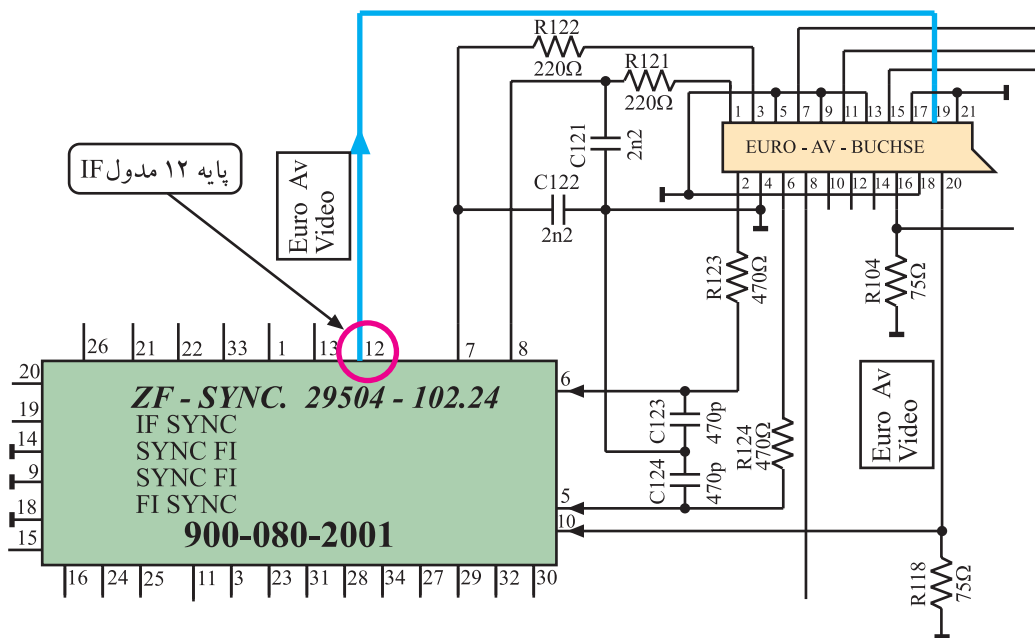 R122
220Ω
R121
220Ω
C121
2n2
C122
2n2
1 3 5 7 9 11 13 15 17 19 21
EURO - AV - BUCHSE
2 4 6 8 10 12 14 16 18 20
پایه ۱۲ مدول IF
Euro Av
Video
R123
470Ω
R104
75Ω
26 21 22 33 1 13 12 7 8
20
19
14
9
18
15
ZF - SYNC. 29504 - 102.24
IF SYNC
SYNC FI
SYNC FI
FI SYNC
900-080-2001
6
5
10
C123
470p
C124
470p
R124
470Ω
Euro Av
Video
R118
75Ω
16 24 25 11 3 23 31 28 34 27 29 32 30